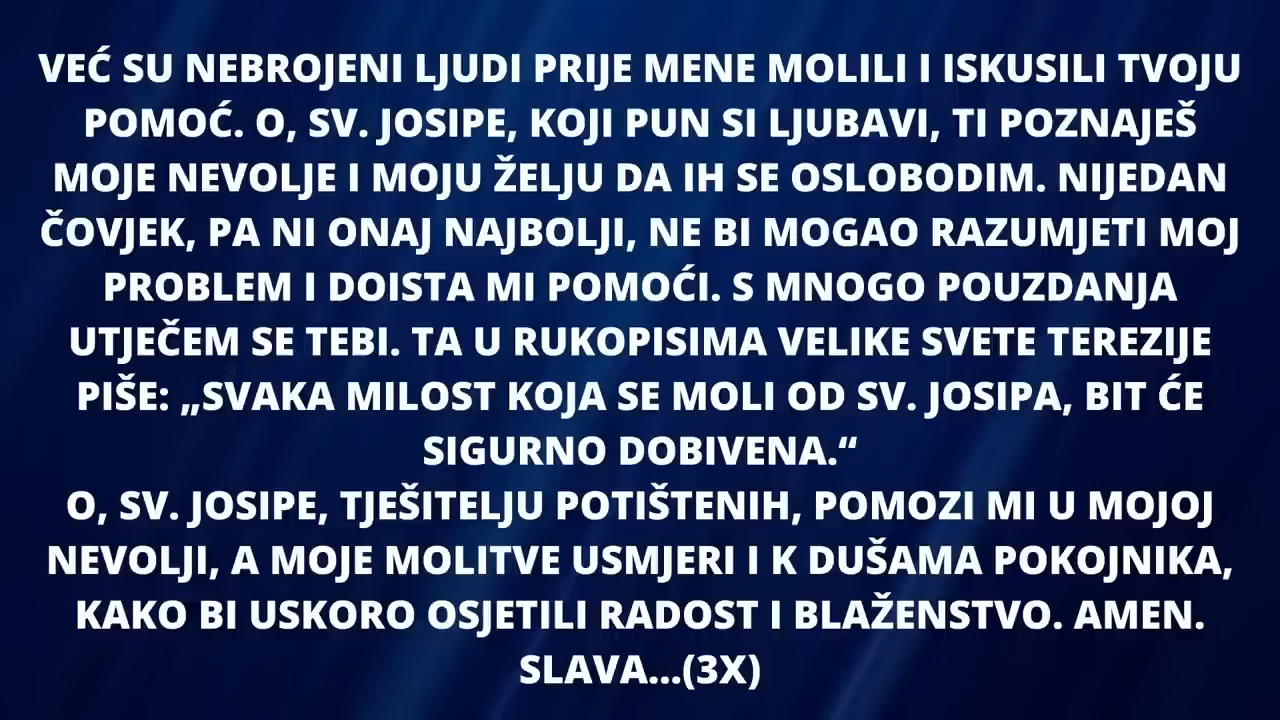 VEĆ SU NEBROJENI LJUDI PRIJE MENE MOLILI I ISKUSILI TVOJU
POMOĆ. O, SV. JOSIPE, KOJI PUN SI LJUBAVI, TI POZNAJEŠ
MOJE NEVOLJE I MOJU ŽELJU DA IH SE OSLOBODIM. NIJEDAN
ČOVJEK, PA NI ONAJ NAJBOLJI, NE BI MOGAO RAZUMJETI MOJ
PROBLEM I DOISTA MI POMOĆI. S MNOGO POUZDANJA
UTJEČEM SE TEBI. TA U RUKOPISIMA VELIKE SVETE TEREZIJE
PIŠE: „SVAKA MILOST KOJA SE MOLI OD SV. JOSIPA, BIT ĆE
SIGURNO DOBIVENA.“
O, SV. JOSIPE, TJEŠITELJU POTIŠTENIH, POMOZI MI U MOJOJ
NEVOLJI, A MOJE MOLITVE USMJERI I K DUŠAMA POKOJNIKA,
KAKO BI USKORO OSJETILI RADOST I BLAŽENSTVO. AMEN.
SLAVA...(3X)